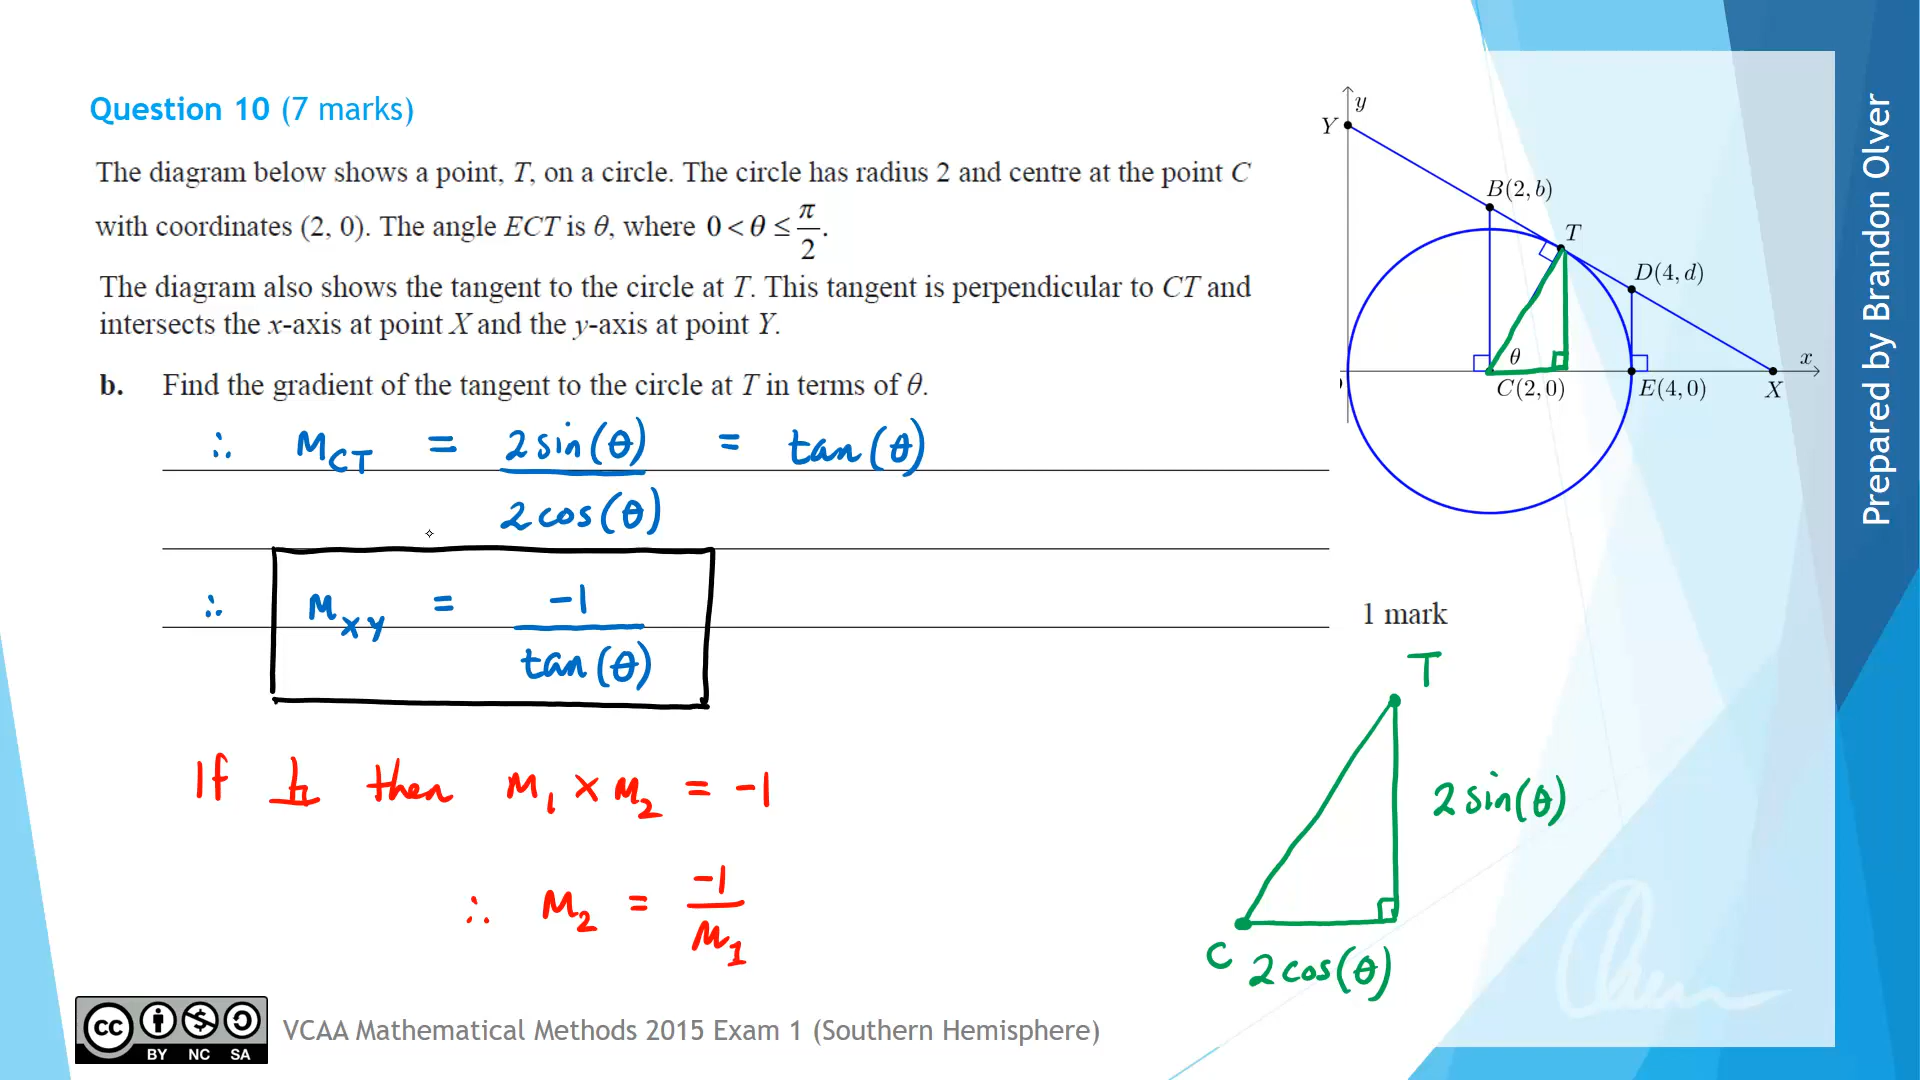 Question 10 (7 marks)
The diagram below shows a point, T, on a circle. The circle has radius 2 and centre at the point C
with coordinates (2, 0). The angle ECT is θ, where 0 < θ ≤ π/2.
The diagram also shows the tangent to the circle at T. This tangent is perpendicular to CT and
intersects the x-axis at point X and the y-axis at point Y.
b. Find the gradient of the tangent to the circle at T in terms of θ.
∴ M_CT = 2sin(θ)/2cos(θ) = tan(θ)
∴ M_XY = -1/tan(θ)
1 mark
If ⊥ then M₁ × M₂ = -1
∴ M₂ = -1/M₁
y
Y
B(2, b)
T
D(4, d)
θ
x
C(2, 0)
E(4, 0)
X
T
2sin(θ)
C
2cos(θ)
Prepared by Brandon Olver
cc
BY NC SA
VCAA Mathematical Methods 2015 Exam 1 (Southern Hemisphere)